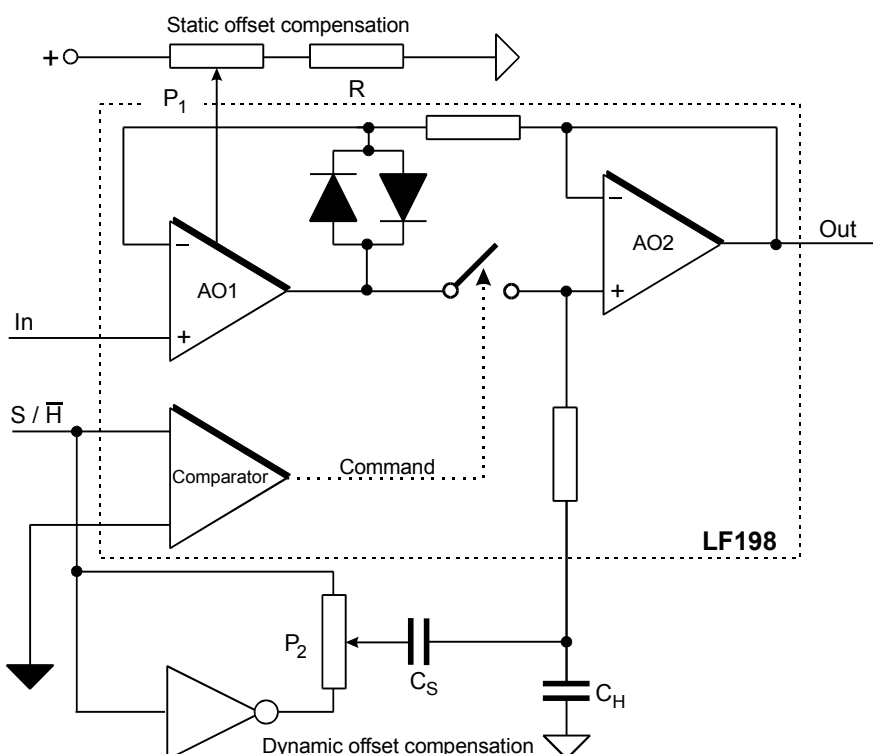 Static offset compensation
+
P1
R
−
AO1
+
In
−
AO2
+
Out
S / H̅
Comparator
Command
LF198
P2
CS
CH
Dynamic offset compensation